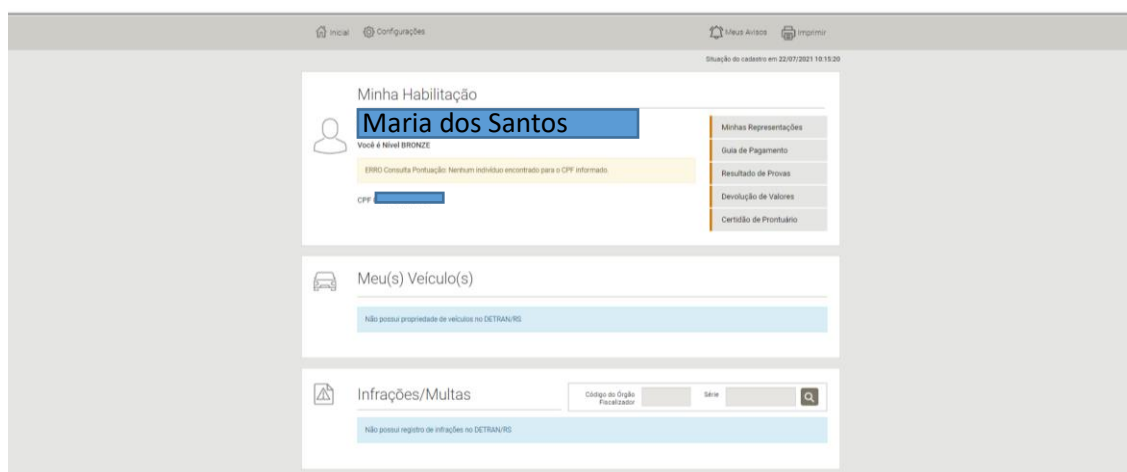 Inicial Configurações Meus Avisos Imprimir
Situação do cadastro em 22/07/2021 10:15:20
Minha Habilitação
Maria dos Santos
Você é Nível BRONZE
ERRO Consulta Pontuação: Nenhum indivíduo encontrado para o CPF informado.
CPF
Minhas Representações
Guia de Pagamento
Resultado de Provas
Devolução de Valores
Certidão de Prontuário
Meu(s) Veículo(s)
Não possui propriedade de veículos no DETRAN/RS
Infrações/Multas
Código do Órgão
Fiscalizador
Série
Não possui registro de infrações no DETRAN/RS